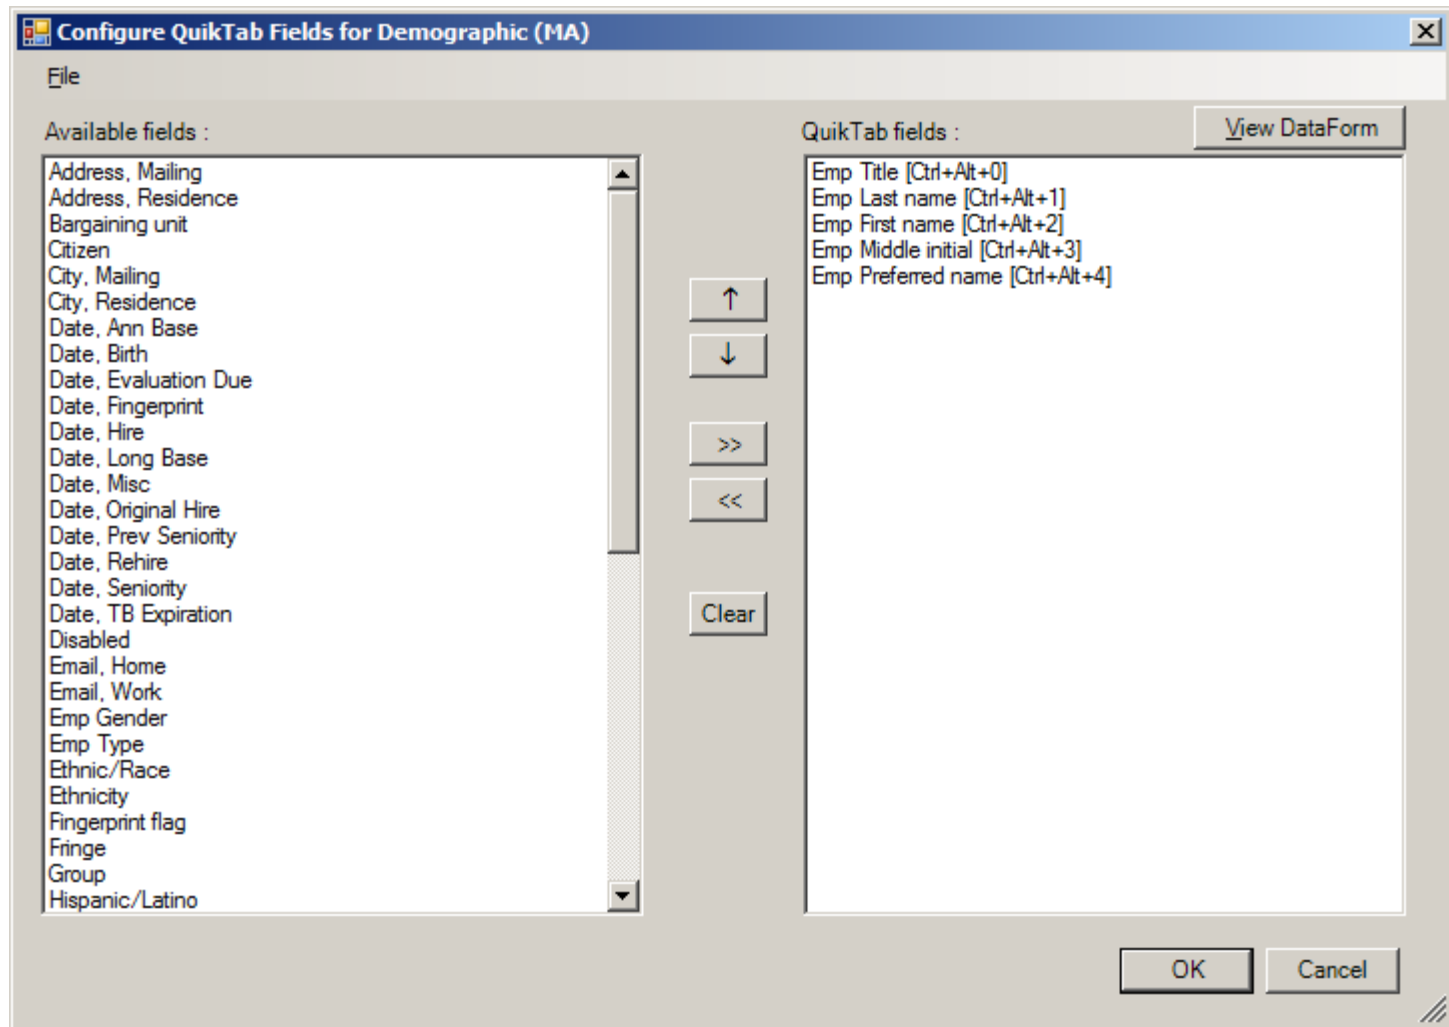 Configure QuikTab Fields for Demographic (MA)
File
Available fields :
QuikTab fields :
View DataForm
Address, Mailing
Address, Residence
Bargaining unit
Citizen
City, Mailing
City, Residence
Date, Ann Base
Date, Birth
Date, Evaluation Due
Date, Fingerprint
Date, Hire
Date, Long Base
Date, Misc
Date, Original Hire
Date, Prev Seniority
Date, Rehire
Date, Seniority
Date, TB Expiration
Disabled
Email, Home
Email, Work
Emp Gender
Emp Type
Ethnic/Race
Ethnicity
Fingerprint flag
Fringe
Group
Hispanic/Latino
↑
↓
>>
<<
Clear
Emp Title [Ctrl+Alt+0]
Emp Last name [Ctrl+Alt+1]
Emp First name [Ctrl+Alt+2]
Emp Middle initial [Ctrl+Alt+3]
Emp Preferred name [Ctrl+Alt+4]
OK
Cancel